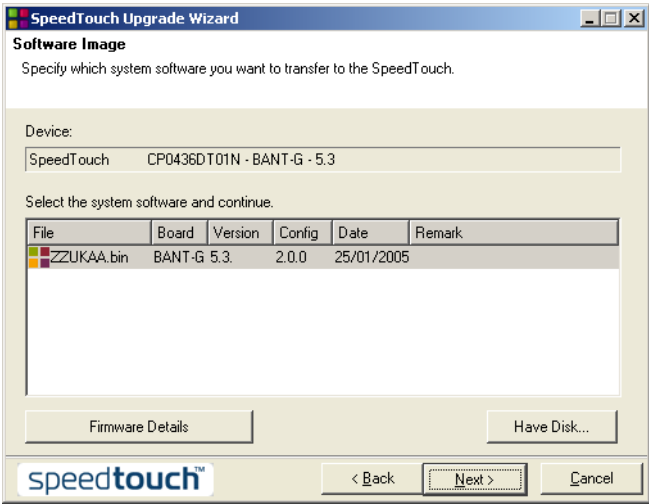 SpeedTouch Upgrade Wizard
Software Image
Specify which system software you want to transfer to the SpeedTouch.
Device:
SpeedTouch CP0436DT01N - BANT-G - 5.3
Select the system software and continue.
File Board Version Config Date Remark
ZZUKAA.bin BANT-G 5.3. 2.0.0 25/01/2005
Firmware Details Have Disk...
speedtouch™ < Back Next > Cancel